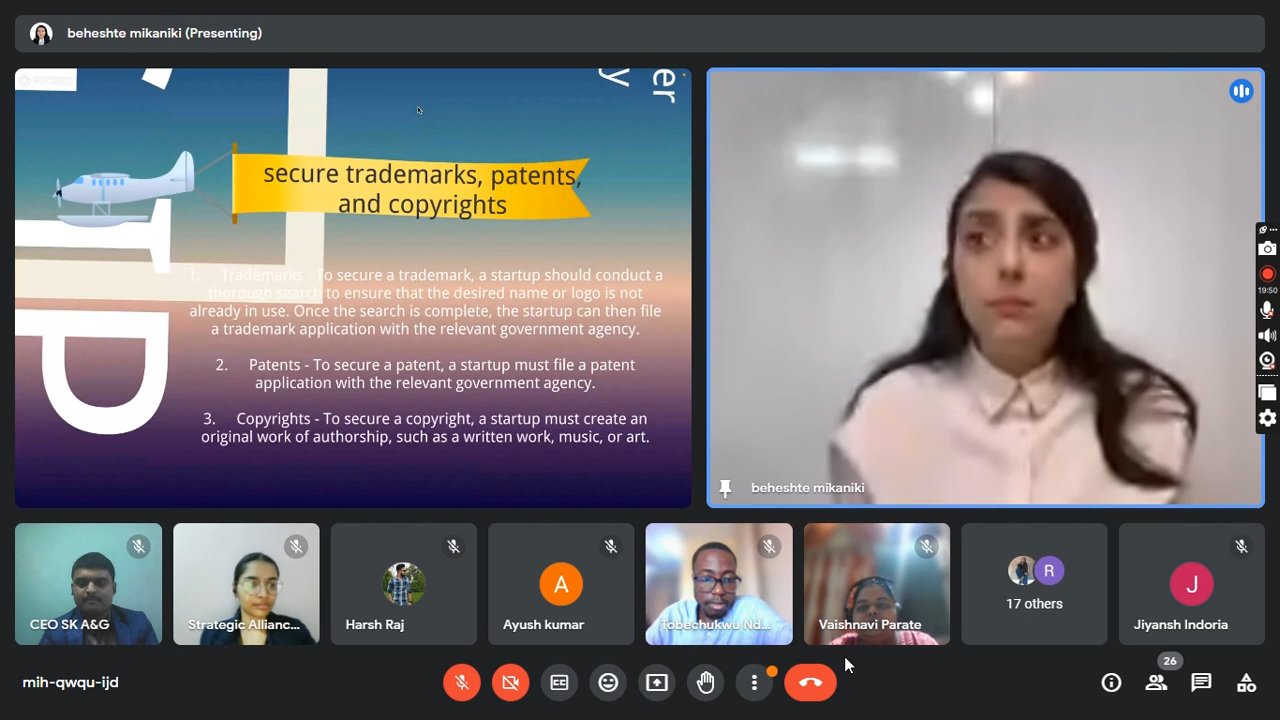 beheshte mikaniki (Presenting)
y
er
secure trademarks, patents,
and copyrights
1. Trademarks - To secure a trademark, a startup should conduct a
thorough search to ensure that the desired name or logo is not
already in use. Once the search is complete, the startup can then file
a trademark application with the relevant government agency.
2. Patents - To secure a patent, a startup must file a patent
application with the relevant government agency.
3. Copyrights - To secure a copyright, a startup must create an
original work of authorship, such as a written work, music, or art.
P
beheshte mikaniki
19:50
CEO SK A&G
Strategic Allianc...
Harsh Raj
A
Ayush kumar
Tobechukwu Nd...
Vaishnavi Parate
R
17 others
J
Jiyansh Indoria
mih-qwqu-ijd
26